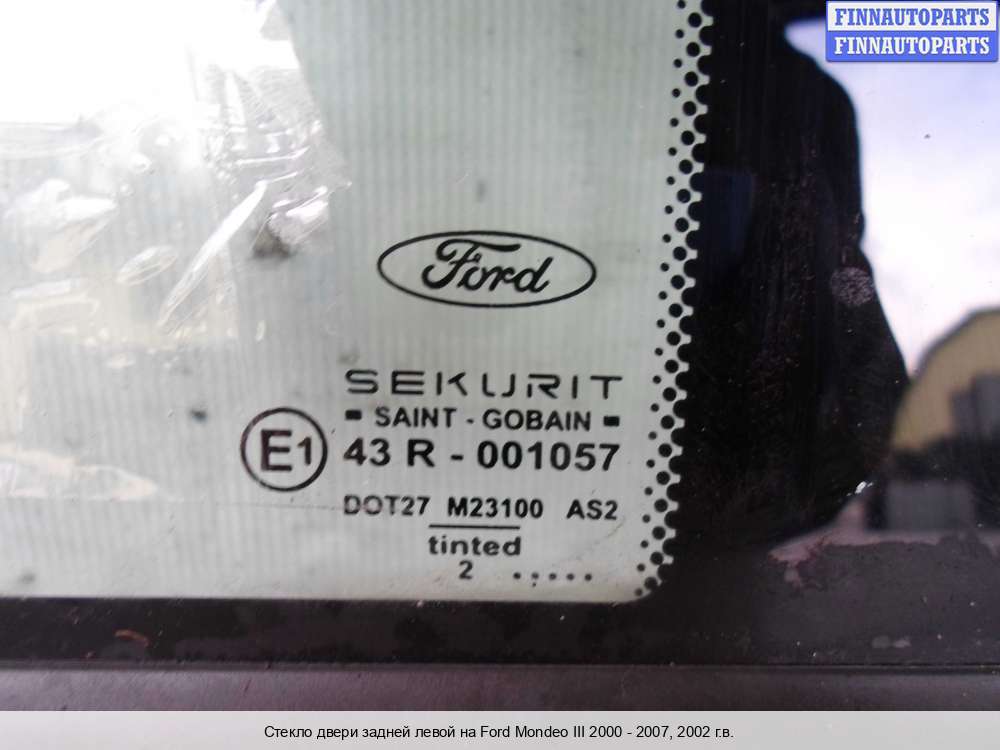 FINNAUTOPARTS
FINNAUTOPARTS
Ford
SEKURIT
SAINT - GOBAIN
E1
43 R - 001057
DOT27 M23100 AS2
tinted
2 .....
Стекло двери задней левой на Ford Mondeo III 2000 - 2007, 2002 г.в.